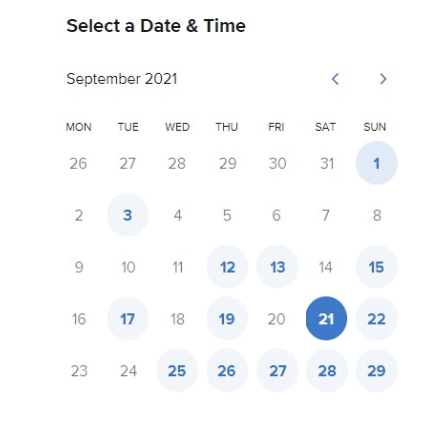 Select a Date & Time
September 2021
MON TUE WED THU FRI SAT SUN
26 27 28 29 30 31 1
2 3 4 5 6 7 8
9 10 11 12 13 14 15
16 17 18 19 20 21 22
23 24 25 26 27 28 29